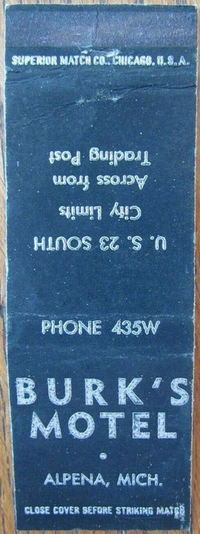 SUPERIOR MATCH CO., CHICAGO, U.S.A.
U. S. 23 SOUTH
City Limits
Across from
Trading Post
PHONE 435W
BURK'S
MOTEL
•
ALPENA, MICH.
CLOSE COVER BEFORE STRIKING MATCH